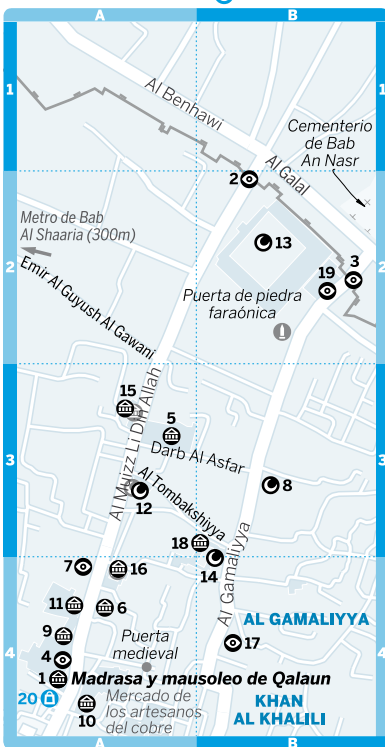 A
B
1
1
Al Benhawi
Cementerio
de Bab
An Nasr
Al Galal
2
Metro de Bab
Al Shaaria (300m)
13
3
19
2
2
Emir Al Guyush Al Gawani
Puerta de piedra
faraónica
15
5
Al Muizz Li Din Allah
Darb Al Asfar
3
3
8
12
Al Tombakshiyya
18
14
Al Gamaliyya
7
16
11
6
AL GAMALIYYA
9
17
Puerta
medieval
4
4
4
1
Madrasa y mausoleo de Qalaun
20
Mercado de
los artesanos
del cobre
10
KHAN
AL KHALILI
A
B